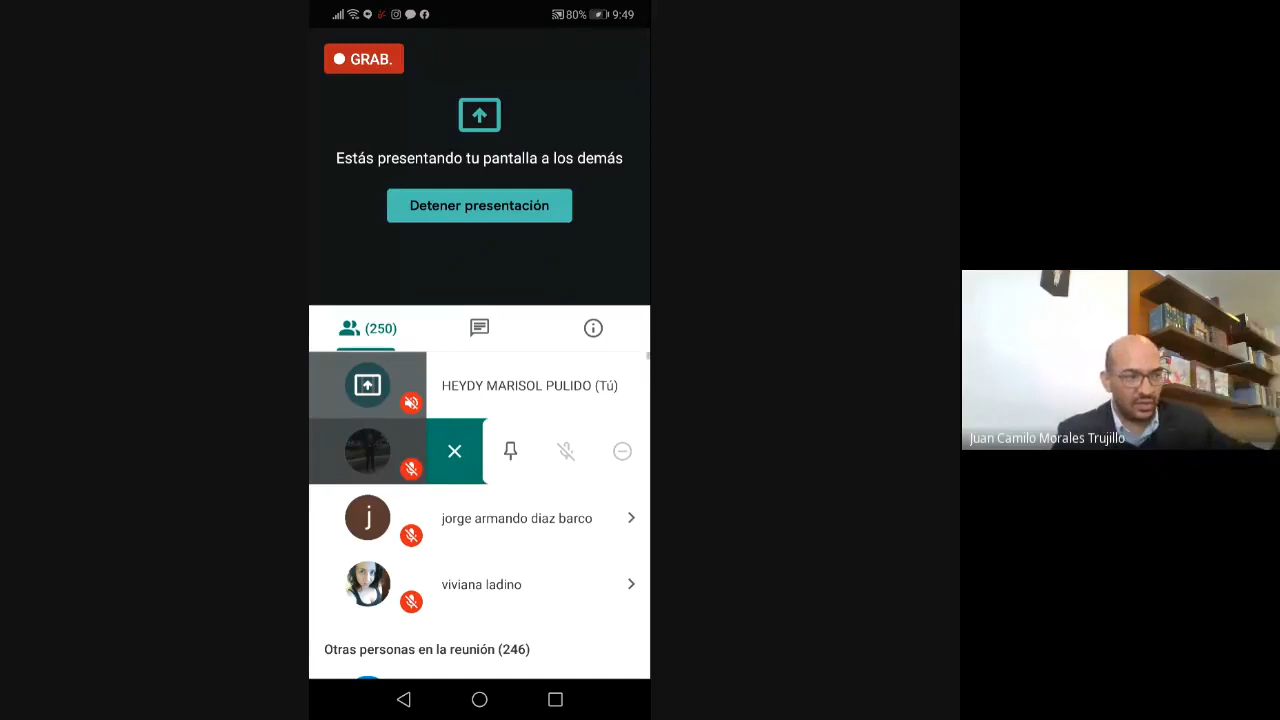 80% 9:49
GRAB.
Estás presentando tu pantalla a los demás
Detener presentación
(250)
HEYDY MARISOL PULIDO (Tú)
j
jorge armando diaz barco
viviana ladino
Otras personas en la reunión (246)
Juan Camilo Morales Trujillo